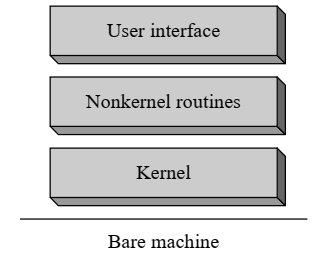 User interface
Nonkernel routines
Kernel
Bare machine